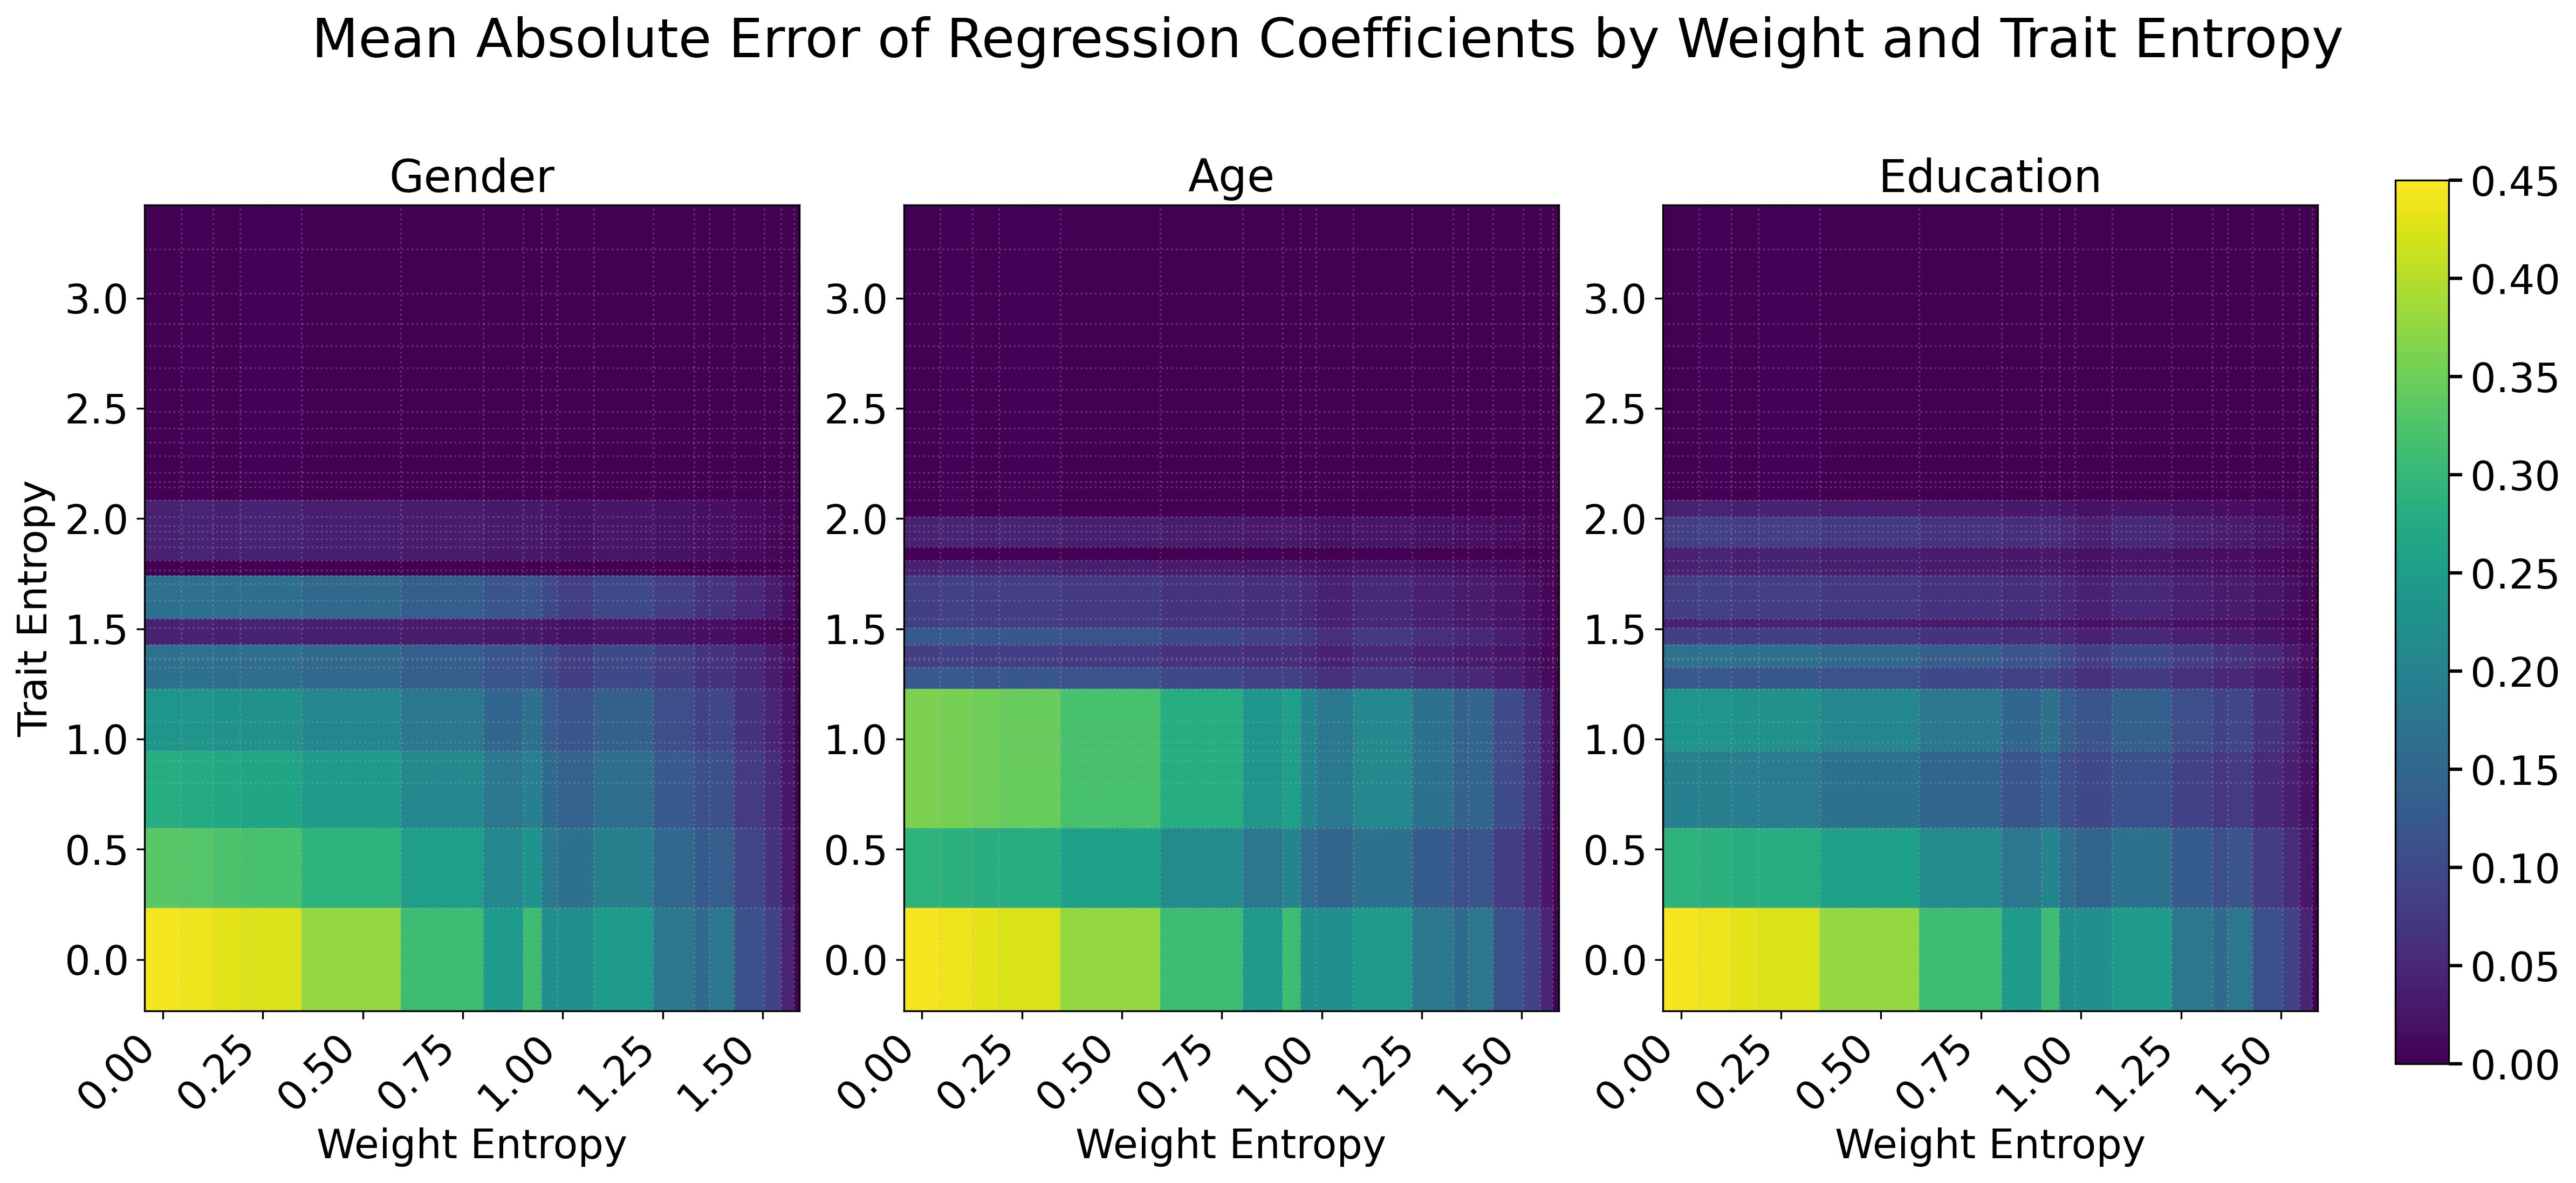 Mean Absolute Error of Regression Coefficients by Weight and Trait Entropy
Gender
Age
Education
Trait Entropy
3.0
2.5
2.0
1.5
1.0
0.5
0.0
0.00 0.25 0.50 0.75 1.00 1.25 1.50
Weight Entropy
3.0
2.5
2.0
1.5
1.0
0.5
0.0
0.00 0.25 0.50 0.75 1.00 1.25 1.50
Weight Entropy
3.0
2.5
2.0
1.5
1.0
0.5
0.0
0.00 0.25 0.50 0.75 1.00 1.25 1.50
Weight Entropy
0.45
0.40
0.35
0.30
0.25
0.20
0.15
0.10
0.05
0.00